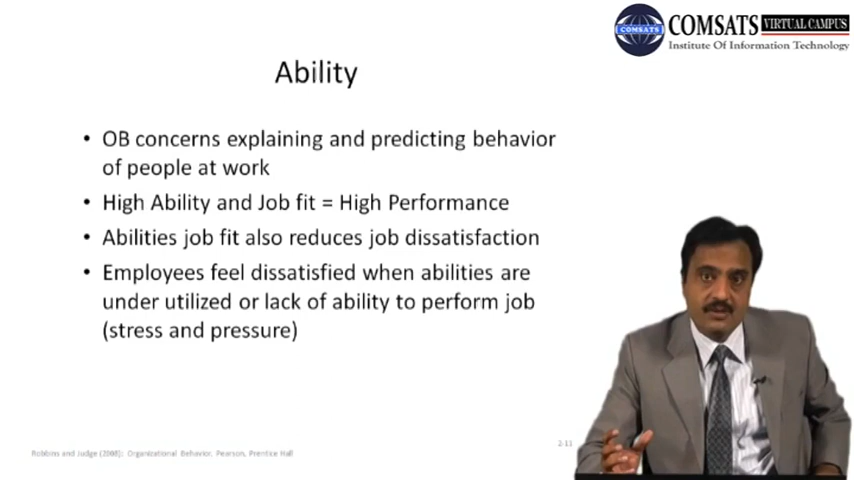 COMSATS
COMSATS VIRTUAL CAMPUS
Institute Of Information Technology
Ability
• OB concerns explaining and predicting behavior
of people at work
• High Ability and Job fit = High Performance
• Abilities job fit also reduces job dissatisfaction
• Employees feel dissatisfied when abilities are
under utilized or lack of ability to perform job
(stress and pressure)
2-11
Robbins and Judge (2008): Organizational Behavior, Pearson, Prentice Hall